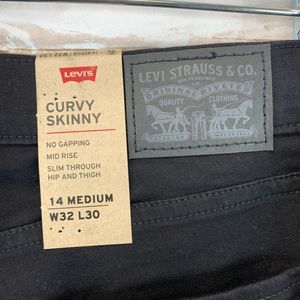 Levi's
CURVY
SKINNY
NO GAPPING
MID RISE
SLIM THROUGH
HIP AND THIGH
14 MEDIUM
W32 L30
LEVI STRAUSS & CO.
SAN FRANCISCO
CAL.
ORIGINAL RIVETED
QUALITY CLOTHING